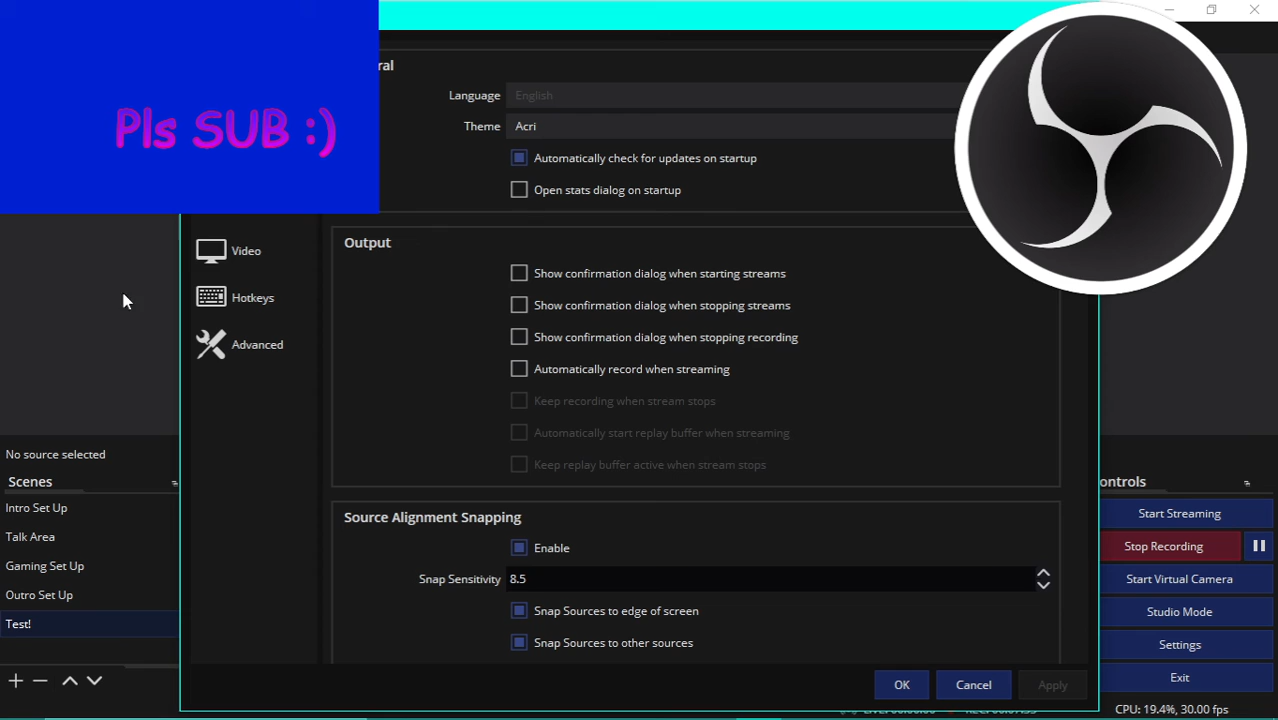 Pls SUB :)
ral
Language English
Theme Acri
Automatically check for updates on startup
Open stats dialog on startup
Video
Hotkeys
Advanced
Output
Show confirmation dialog when starting streams
Show confirmation dialog when stopping streams
Show confirmation dialog when stopping recording
Automatically record when streaming
Keep recording when stream stops
Automatically start replay buffer when streaming
Keep replay buffer active when stream stops
Source Alignment Snapping
Enable
Snap Sensitivity 8.5
Snap Sources to edge of screen
Snap Sources to other sources
OK Cancel Apply
No source selected
Scenes
Intro Set Up
Talk Area
Gaming Set Up
Outro Set Up
Test!
ontrols
Start Streaming
Stop Recording
Start Virtual Camera
Studio Mode
Settings
Exit
CPU: 19.4%, 30.00 fps